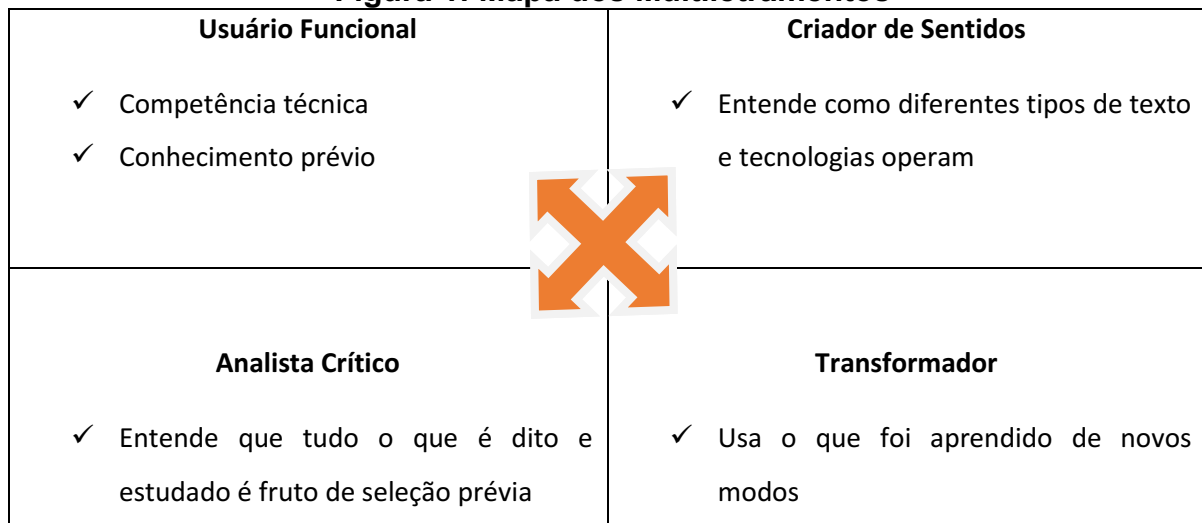 Usuário Funcional
✓ Competência técnica
✓ Conhecimento prévio
Criador de Sentidos
✓ Entende como diferentes tipos de texto
e tecnologias operam
Analista Crítico
✓ Entende que tudo o que é dito e
estudado é fruto de seleção prévia
Transformador
✓ Usa o que foi aprendido de novos
modos